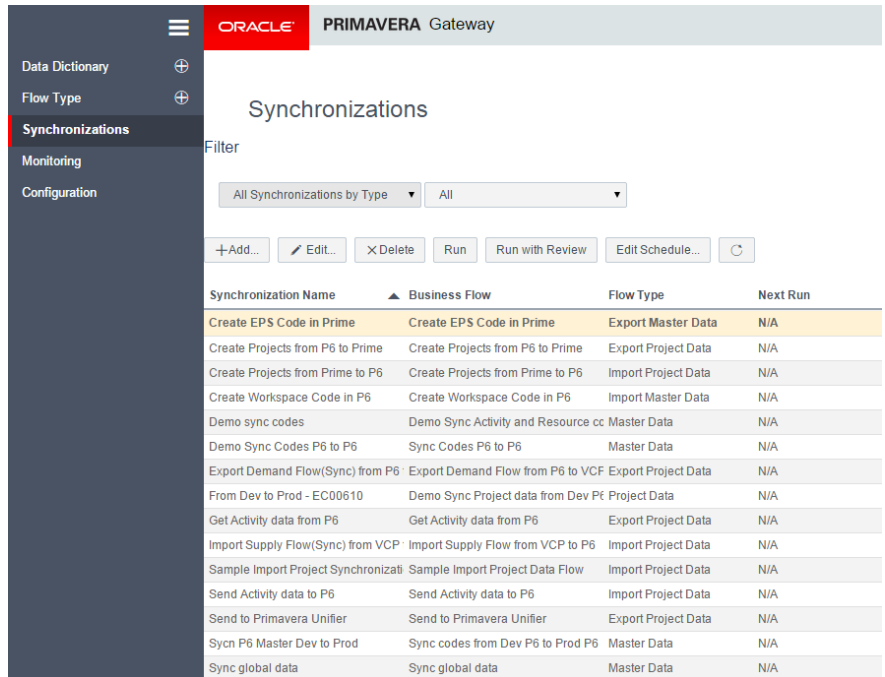 ORACLE PRIMAVERA Gateway
Data Dictionary
Flow Type
Synchronizations
Monitoring
Configuration
Synchronizations
Filter
All Synchronizations by Type All
Add... Edit... Delete Run Run with Review Edit Schedule...
Synchronization Name Business Flow Flow Type Next Run
Create EPS Code in Prime Create EPS Code in Prime Export Master Data N/A
Create Projects from P6 to Prime Create Projects from P6 to Prime Export Project Data N/A
Create Projects from Prime to P6 Create Projects from Prime to P6 Import Project Data N/A
Create Workspace Code in P6 Create Workspace Code in P6 Import Master Data N/A
Demo sync codes Demo Sync Activity and Resource cc Master Data N/A
Demo Sync Codes P6 to P6 Sync Codes P6 to P6 Master Data N/A
Export Demand Flow(Sync) from P6 Export Demand Flow from P6 to VCP Export Project Data N/A
From Dev to Prod - EC00610 Demo Sync Project data from Dev P6 Project Data N/A
Get Activity data from P6 Get Activity data from P6 Export Project Data N/A
Import Supply Flow(Sync) from VCP Import Supply Flow from VCP to P6 Import Project Data N/A
Sample Import Project Synchronizati Sample Import Project Data Flow Import Project Data N/A
Send Activity data to P6 Send Activity data to P6 Import Project Data N/A
Send to Primavera Unifier Send to Primavera Unifier Export Project Data N/A
Sycn P6 Master Dev to Prod Sync codes from Dev P6 to Prod P6 Master Data N/A
Sync global data Sync global data Master Data N/A